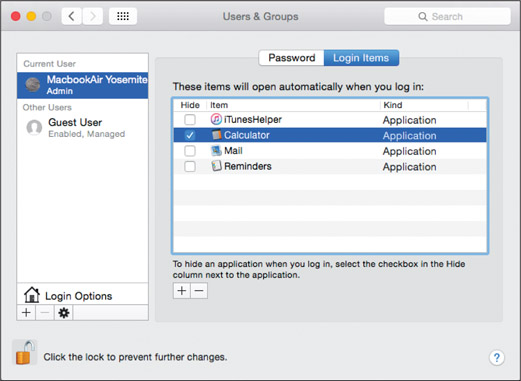 Users & Groups
Search
Current User
MacbookAir Yosemite
Admin
Other Users
Guest User
Enabled, Managed
Login Options
+ −
Password Login Items
These items will open automatically when you log in:
Hide Item Kind
iTunesHelper Application
Calculator Application
Mail Application
Reminders Application
To hide an application when you log in, select the checkbox in the Hide
column next to the application.
+ −
Click the lock to prevent further changes.
?